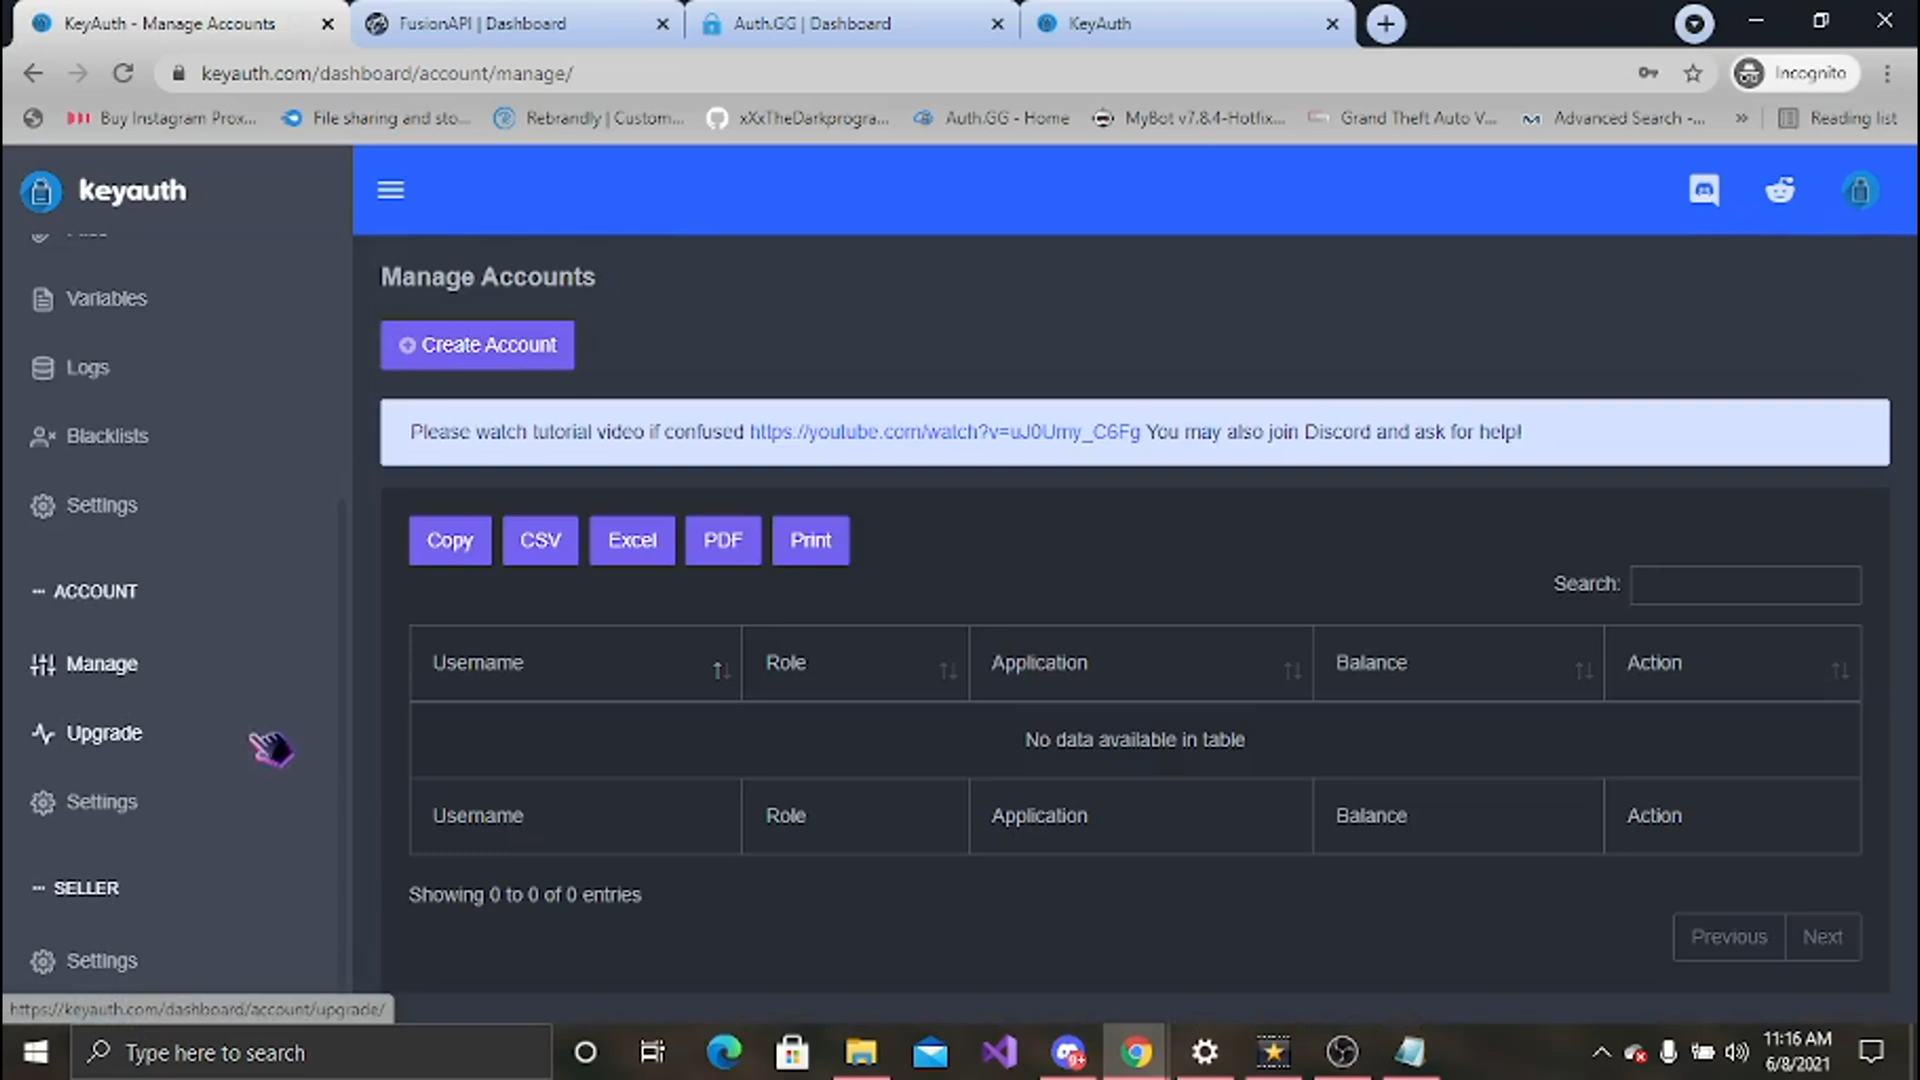 KeyAuth - Manage Accounts
FusionAPI | Dashboard
Auth.GG | Dashboard
KeyAuth
keyauth.com/dashboard/account/manage/
Incognito
Buy Instagram Prox...
File sharing and sto...
Rebrandly | Custom...
xXxTheDarkprogra...
Auth.GG - Home
MyBot v7.8.4-Hotfix...
Grand Theft Auto V...
Advanced Search -...
»
Reading list
keyauth
Variables
Logs
Blacklists
Settings
--- ACCOUNT
Manage
Upgrade
Settings
--- SELLER
Settings
https://keyauth.com/dashboard/account/upgrade/
Manage Accounts
Create Account
Please watch tutorial video if confused https://youtube.com/watch?v=uJ0Umy_C6Fg You may also join Discord and ask for help!
Copy
CSV
Excel
PDF
Print
Search:
Username Role Application Balance Action
No data available in table
Username Role Application Balance Action
Showing 0 to 0 of 0 entries
Previous
Next
Type here to search
9+
11:16 AM
6/8/2021